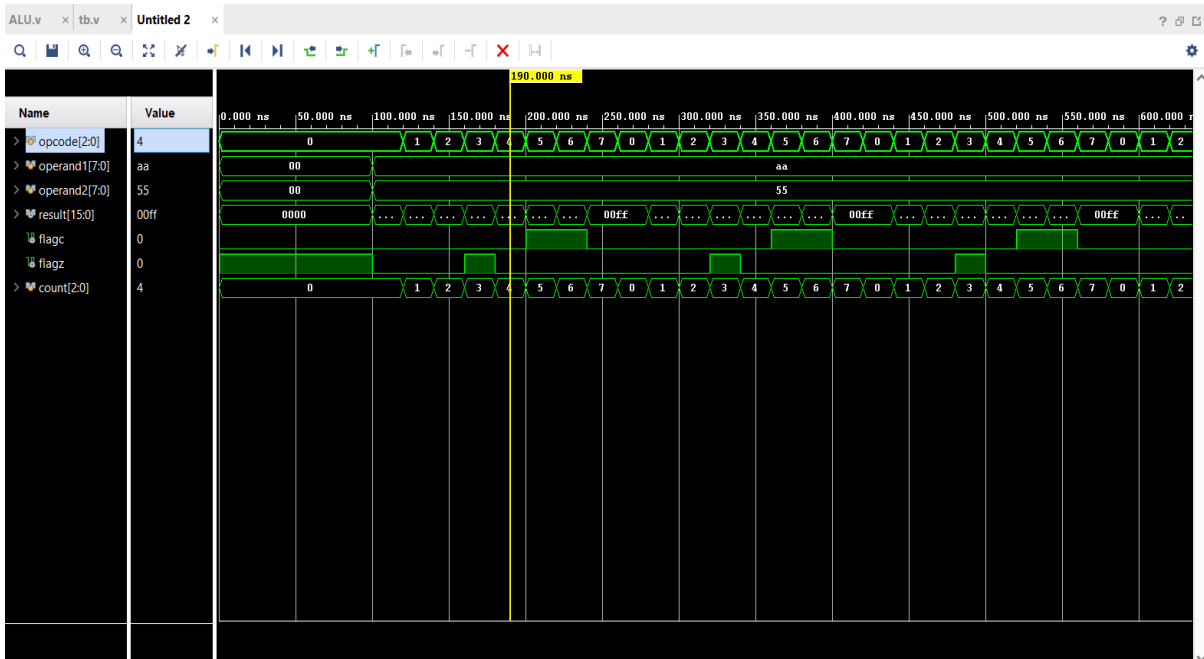 ALU.v × tb.v × Untitled 2 ×
?
190.000 ns
Name Value
0.000 ns 50.000 ns 100.000 ns 150.000 ns 200.000 ns 250.000 ns 300.000 ns 350.000 ns 400.000 ns 450.000 ns 500.000 ns 550.000 ns 600.000 n
opcode[2:0] 4 0 1 2 3 4 5 6 7 0 1 2 3 4 5 6 7 0 1 2 3 4 5 6 7 0 1 2
operand1[7:0] aa 00 aa
operand2[7:0] 55 00 55
result[15:0] 00ff 0000 ... ... ... ... ... ... ... 00ff ... ... ... ... ... ... 00ff ... ... ... ... ... ... 00ff ... ..
flagc 0
flagz 0
count[2:0] 4 0 1 2 3 4 5 6 7 0 1 2 3 4 5 6 7 0 1 2 3 4 5 6 7 0 1 2